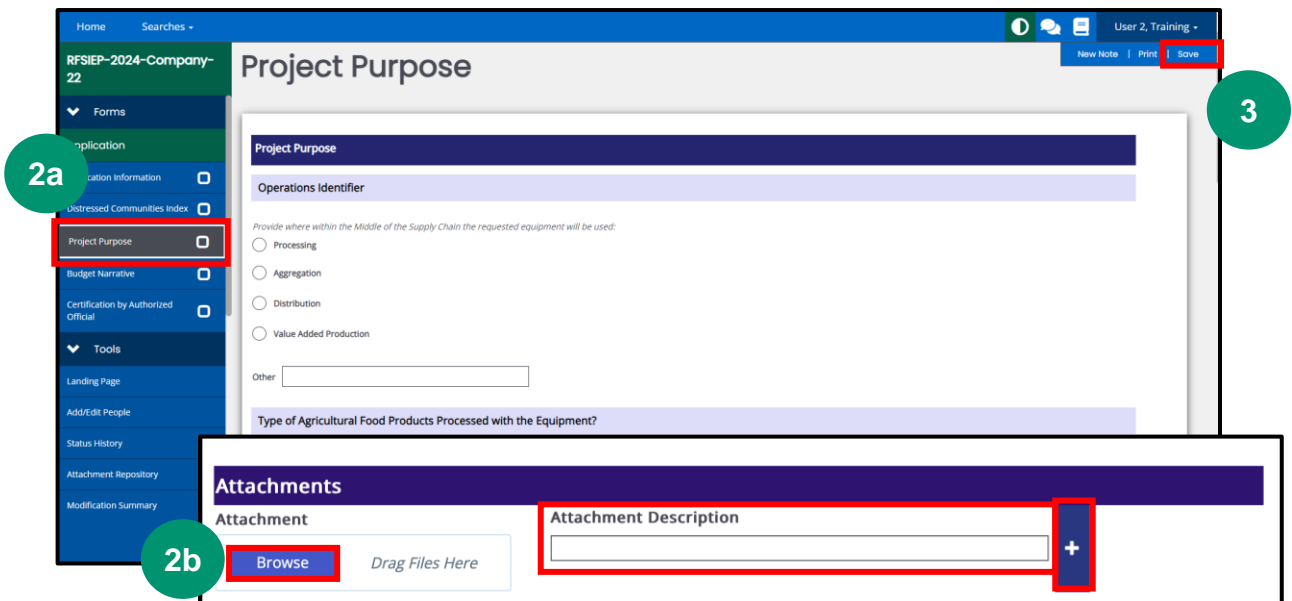 Home Searches
User 2, Training
RFSIEP-2024-Company-
22
Project Purpose
New Note | Print | Save
3
Forms
pplication
2a
cation Information
Distressed Communities Index
Project Purpose
Budget Narrative
Certification by Authorized
Official
Tools
Landing Page
Add/Edit People
Status History
Attachment Repository
Modification Summary
Project Purpose
Operations Identifier
Provide where within the Middle of the Supply Chain the requested equipment will be used:
Processing
Aggregation
Distribution
Value Added Production
Other
Type of Agricultural Food Products Processed with the Equipment?
Attachments
Attachment
Attachment Description
+
2b
Browse
Drag Files Here